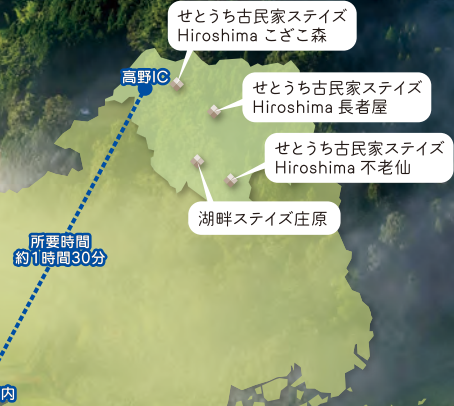 せとうち古民家ステイズ
Hiroshima こざこ森
高野IC
せとうち古民家ステイズ
Hiroshima 長者屋
せとうち古民家ステイズ
Hiroshima 不老仙
湖畔ステイズ庄原
所要時間
約1時間30分
内